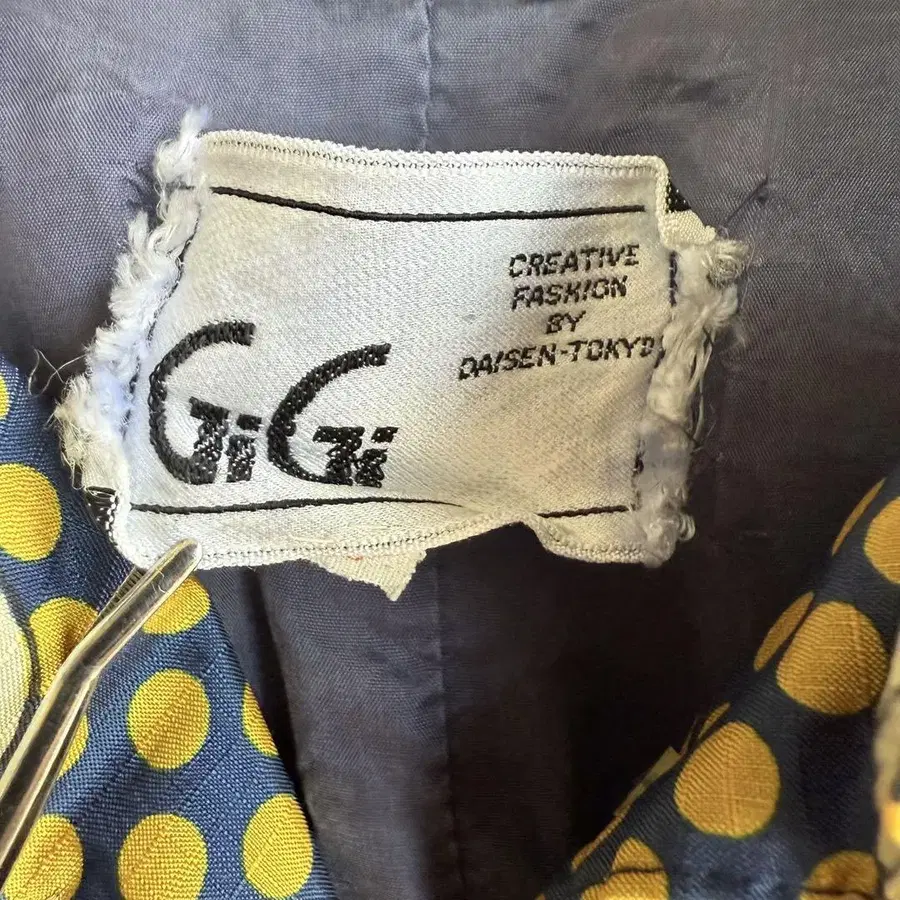 CREATIVE
FASHION
BY
DAISEN-TOKYO
GiGi